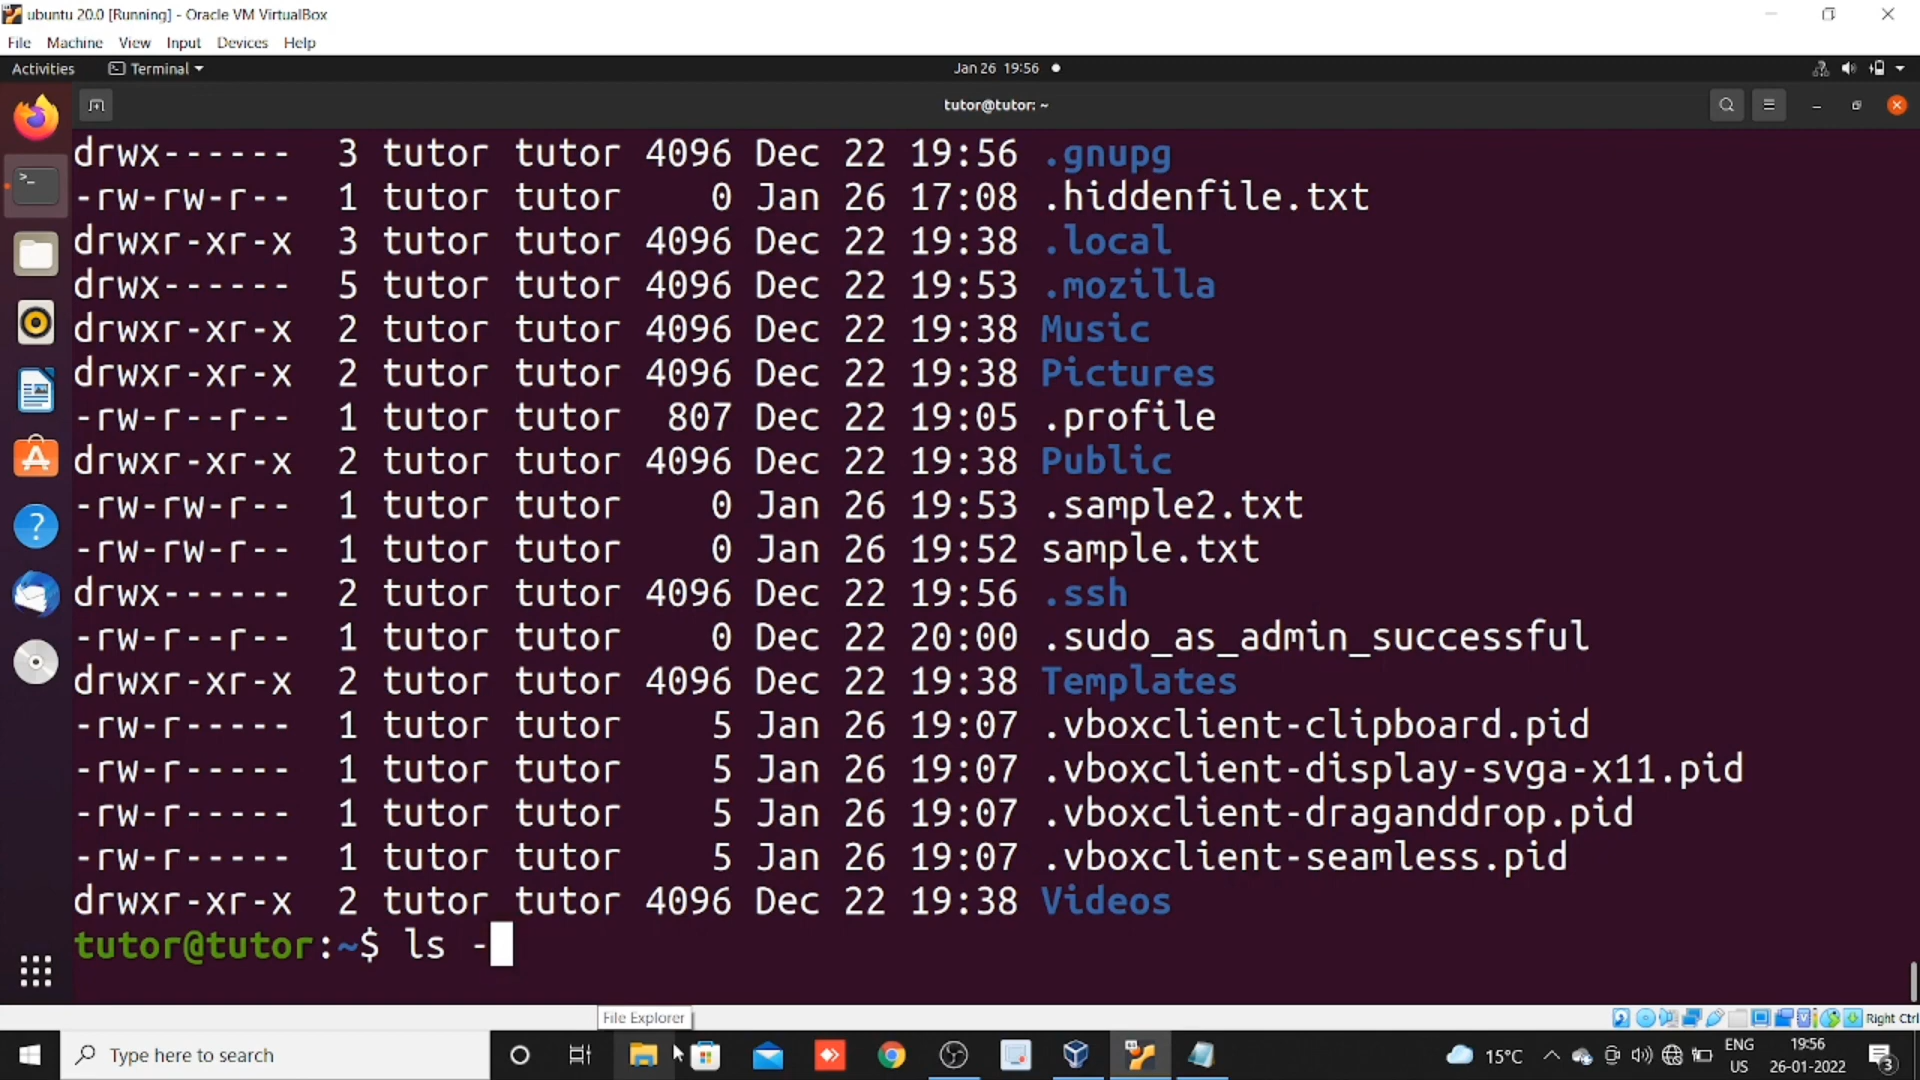 ubuntu 20.0 [Running] - Oracle VM VirtualBox
File Machine View Input Devices Help
Activities Terminal Jan 26 19:56
tutor@tutor: ~
drwx------ 3 tutor tutor 4096 Dec 22 19:56 .gnupg
-rw-rw-r-- 1 tutor tutor 0 Jan 26 17:08 .hiddenfile.txt
drwxr-xr-x 3 tutor tutor 4096 Dec 22 19:38 .local
drwx------ 5 tutor tutor 4096 Dec 22 19:53 .mozilla
drwxr-xr-x 2 tutor tutor 4096 Dec 22 19:38 Music
drwxr-xr-x 2 tutor tutor 4096 Dec 22 19:38 Pictures
-rw-r--r-- 1 tutor tutor 807 Dec 22 19:05 .profile
drwxr-xr-x 2 tutor tutor 4096 Dec 22 19:38 Public
-rw-rw-r-- 1 tutor tutor 0 Jan 26 19:53 .sample2.txt
-rw-rw-r-- 1 tutor tutor 0 Jan 26 19:52 sample.txt
drwx------ 2 tutor tutor 4096 Dec 22 19:56 .ssh
-rw-r--r-- 1 tutor tutor 0 Dec 22 20:00 .sudo_as_admin_successful
drwxr-xr-x 2 tutor tutor 4096 Dec 22 19:38 Templates
-rw-r----- 1 tutor tutor 5 Jan 26 19:07 .vboxclient-clipboard.pid
-rw-r----- 1 tutor tutor 5 Jan 26 19:07 .vboxclient-display-svga-x11.pid
-rw-r----- 1 tutor tutor 5 Jan 26 19:07 .vboxclient-draganddrop.pid
-rw-r----- 1 tutor tutor 5 Jan 26 19:07 .vboxclient-seamless.pid
drwxr-xr-x 2 tutor tutor 4096 Dec 22 19:38 Videos
tutor@tutor:~$ ls -
File Explorer
Right Ctrl
Type here to search
15°C
ENG
US
19:56
26-01-2022
3